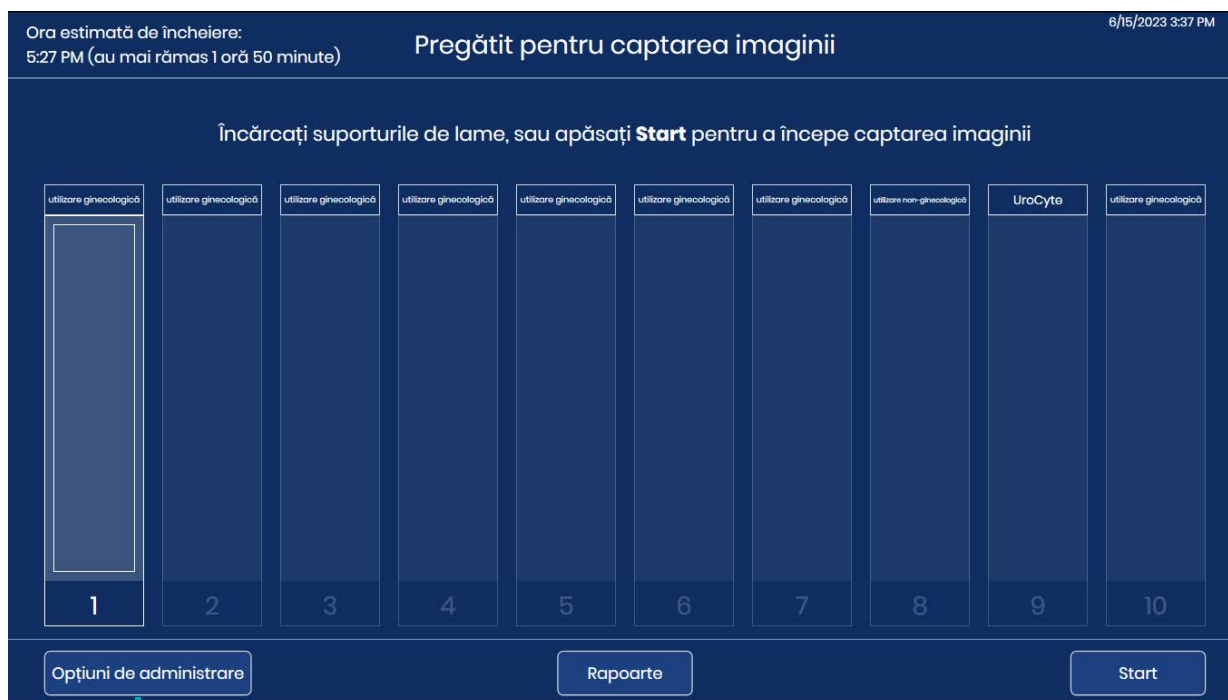 Ora estimată de încheiere:
5:27 PM (au mai rămas 1 oră 50 minute)
Pregătit pentru captarea imaginii
6/15/2023 3:37 PM
Încărcați suporturile de lame, sau apăsați Start pentru a începe captarea imaginii
utilizare ginecologică
utilizare ginecologică
utilizare ginecologică
utilizare ginecologică
utilizare ginecologică
utilizare ginecologică
utilizare ginecologică
utilizare non-ginecologică
UroCyte
utilizare ginecologică
1
2
3
4
5
6
7
8
9
10
Opțiuni de administrare
Rapoarte
Start